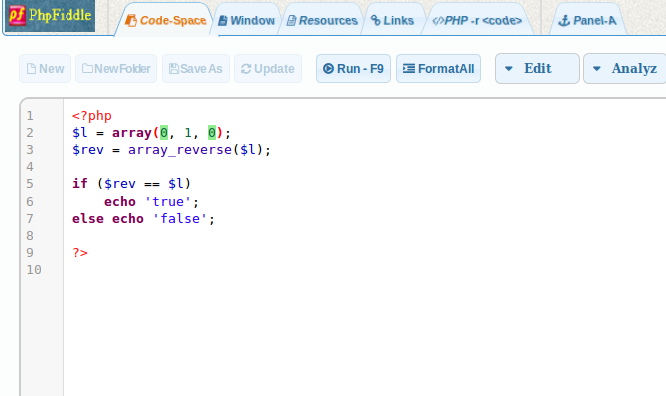 PhpFiddle Code-Space Window Resources Links PHP -r <code> Panel-A
New NewFolder Save As Update Run - F9 FormatAll Edit Analyz
1 <?php
2 $l = array(0, 1, 0);
3 $rev = array_reverse($l);
4
5 if ($rev == $l)
6     echo 'true';
7 else echo 'false';
8
9 ?>
10